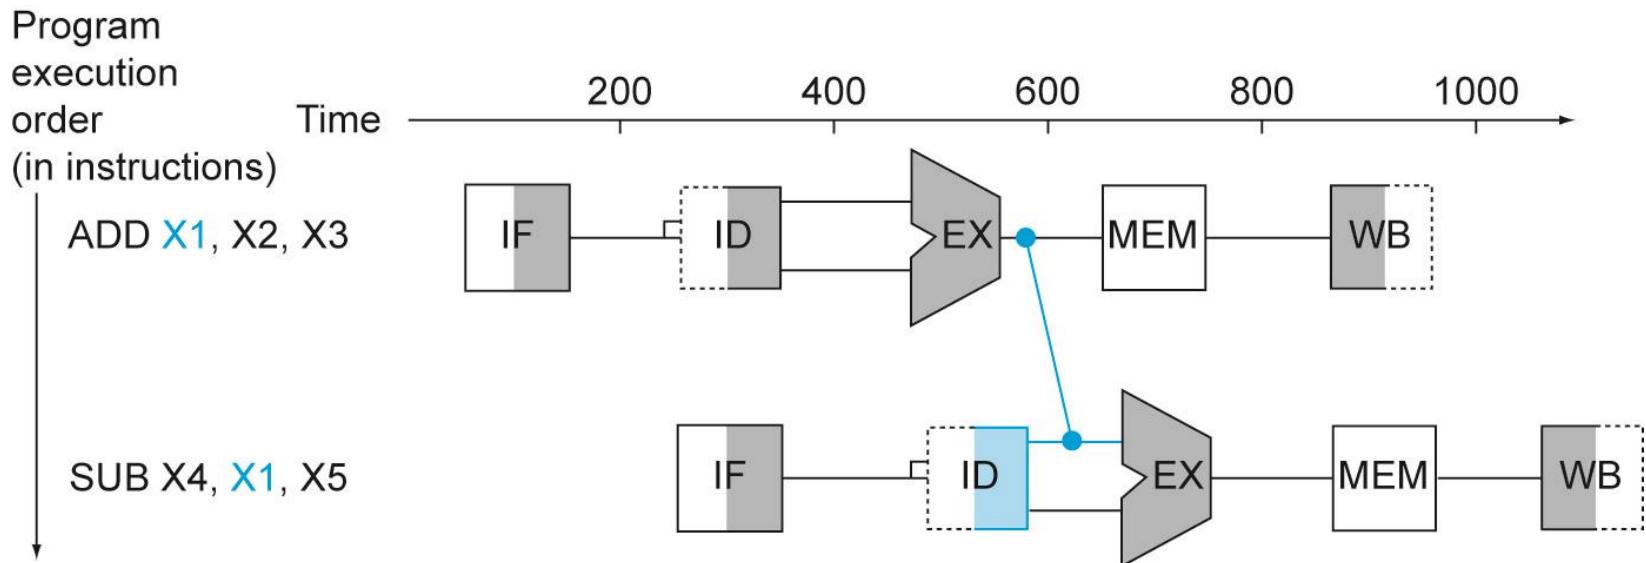 Program
execution
order
(in instructions)
Time
200 400 600 800 1000
ADD X1, X2, X3
IF ID EX MEM WB
SUB X4, X1, X5
IF ID EX MEM WB